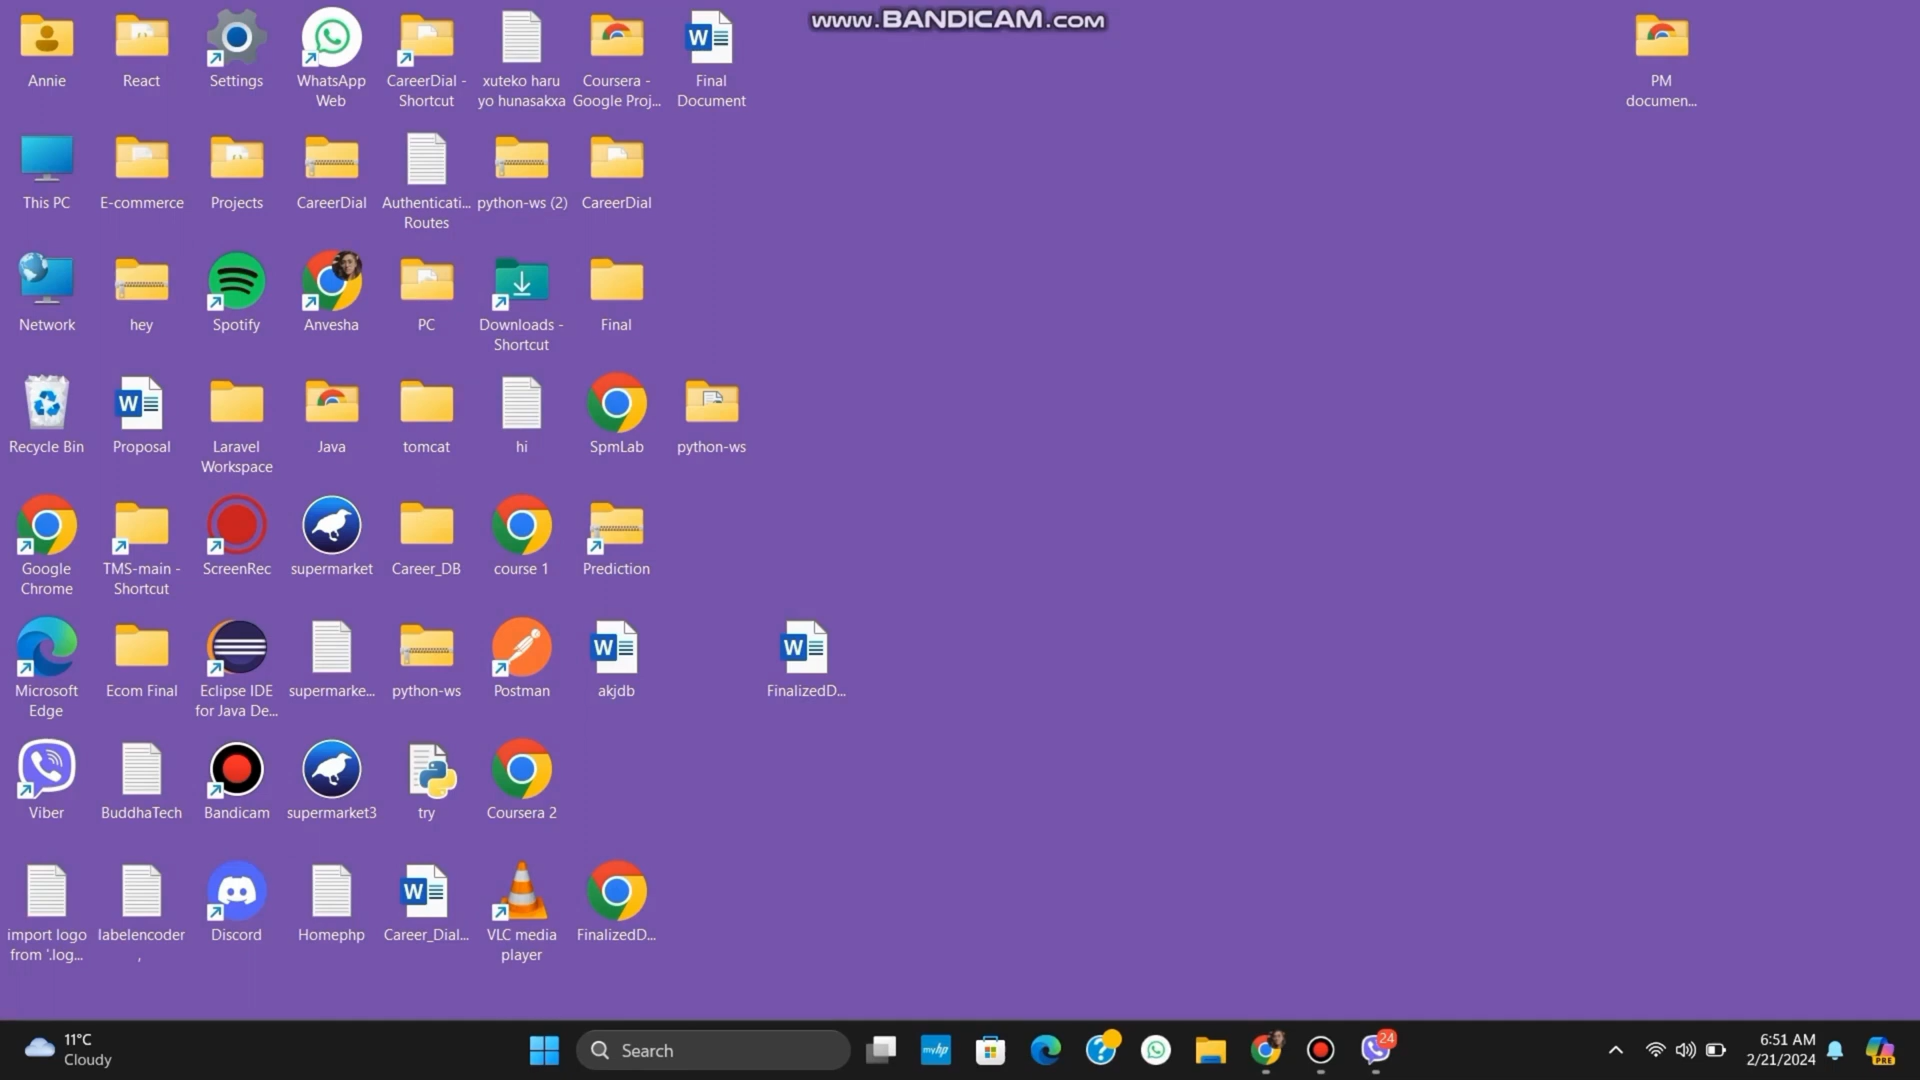 www.BANDICAM.com
Annie
React
Settings
WhatsApp
Web
CareerDial -
Shortcut
xuteko haru
yo hunasakxa
Coursera -
Google Proj...
Final
Document
PM
documen...
This PC
E-commerce
Projects
CareerDial
Authenticati...
Routes
python-ws (2)
CareerDial
Network
hey
Spotify
Anvesha
PC
Downloads -
Shortcut
Final
Recycle Bin
Proposal
Laravel
Workspace
Java
tomcat
hi
SpmLab
python-ws
Google
Chrome
TMS-main -
Shortcut
ScreenRec
supermarket
Career_DB
course 1
Prediction
Microsoft
Edge
Ecom Final
Eclipse IDE
for Java De...
supermarke...
python-ws
Postman
akjdb
FinalizedD...
Viber
BuddhaTech
Bandicam
supermarket3
try
Coursera 2
import logo
from '.log...
labelencoder
,
Discord
Homephp
Career_Dial...
VLC media
player
FinalizedD...
11°C
Cloudy
Search
myhp
24
6:51 AM
2/21/2024
PRE